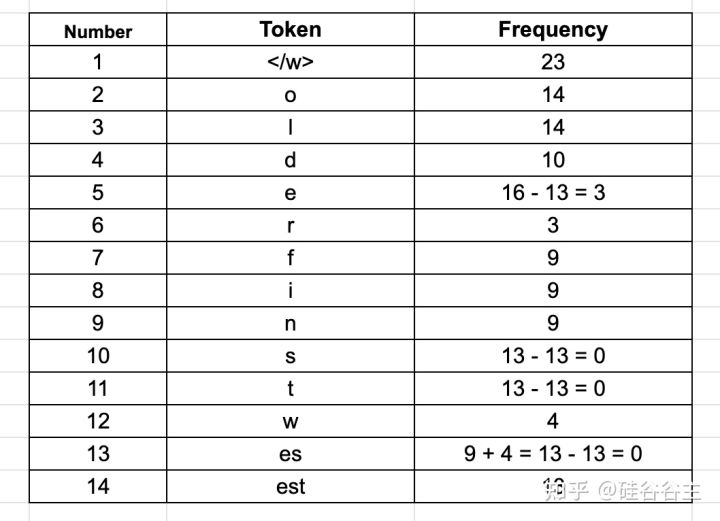 Number Token Frequency
1 </w> 23
2 o 14
3 l 14
4 d 10
5 e 16 - 13 = 3
6 r 3
7 f 9
8 i 9
9 n 9
10 s 13 - 13 = 0
11 t 13 - 13 = 0
12 w 4
13 es 9 + 4 = 13 - 13 = 0
14 est 13
知乎 @硅谷谷主